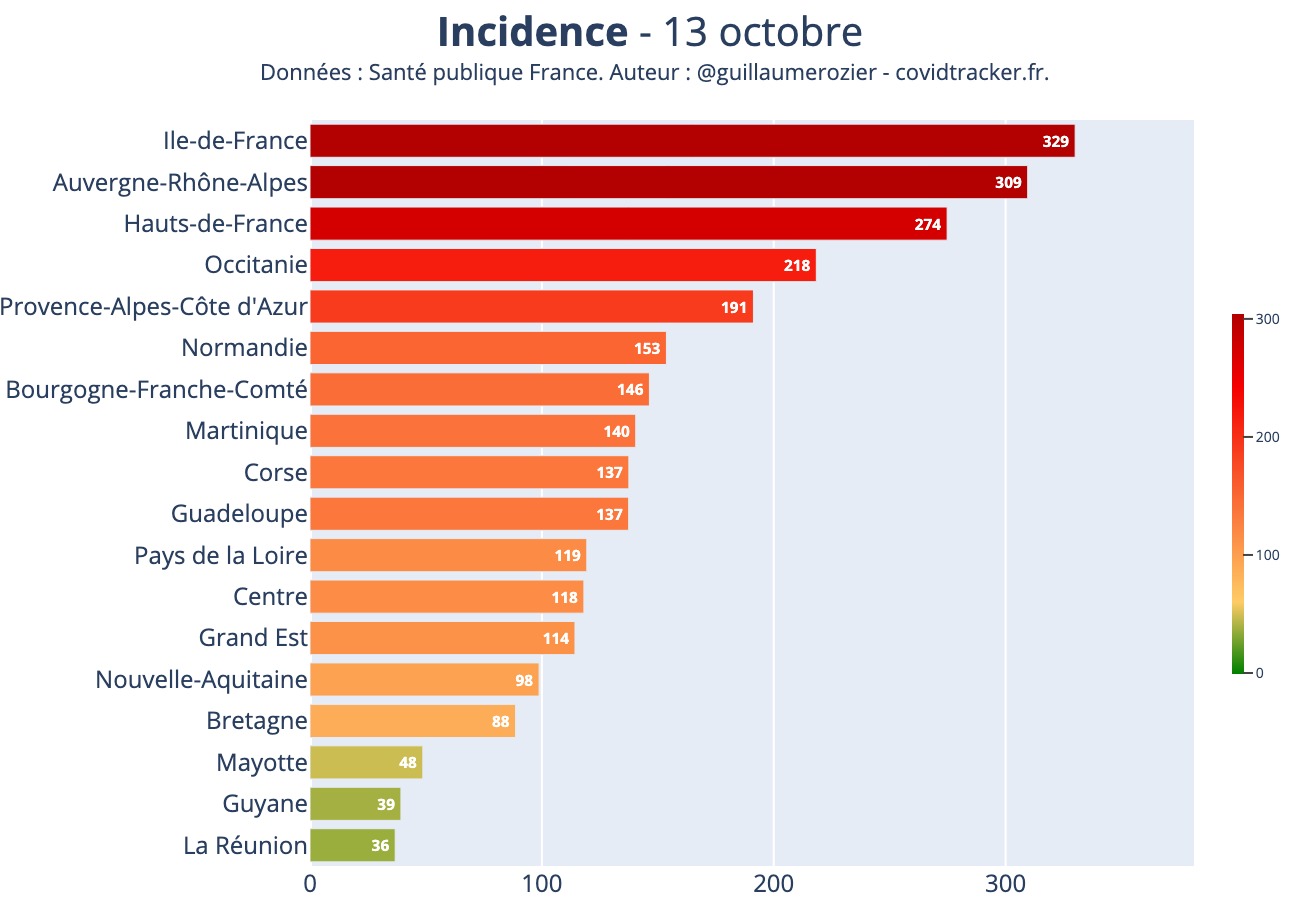 Incidence - 13 octobre
Données : Santé publique France. Auteur : @guillaumerozier - covidtracker.fr.
Ile-de-France 329
Auvergne-Rhône-Alpes 309
Hauts-de-France 274
Occitanie 218
Provence-Alpes-Côte d'Azur 191
Normandie 153
Bourgogne-Franche-Comté 146
Martinique 140
Corse 137
Guadeloupe 137
Pays de la Loire 119
Centre 118
Grand Est 114
Nouvelle-Aquitaine 98
Bretagne 88
Mayotte 48
Guyane 39
La Réunion 36
0 100 200 300
300
200
100
0